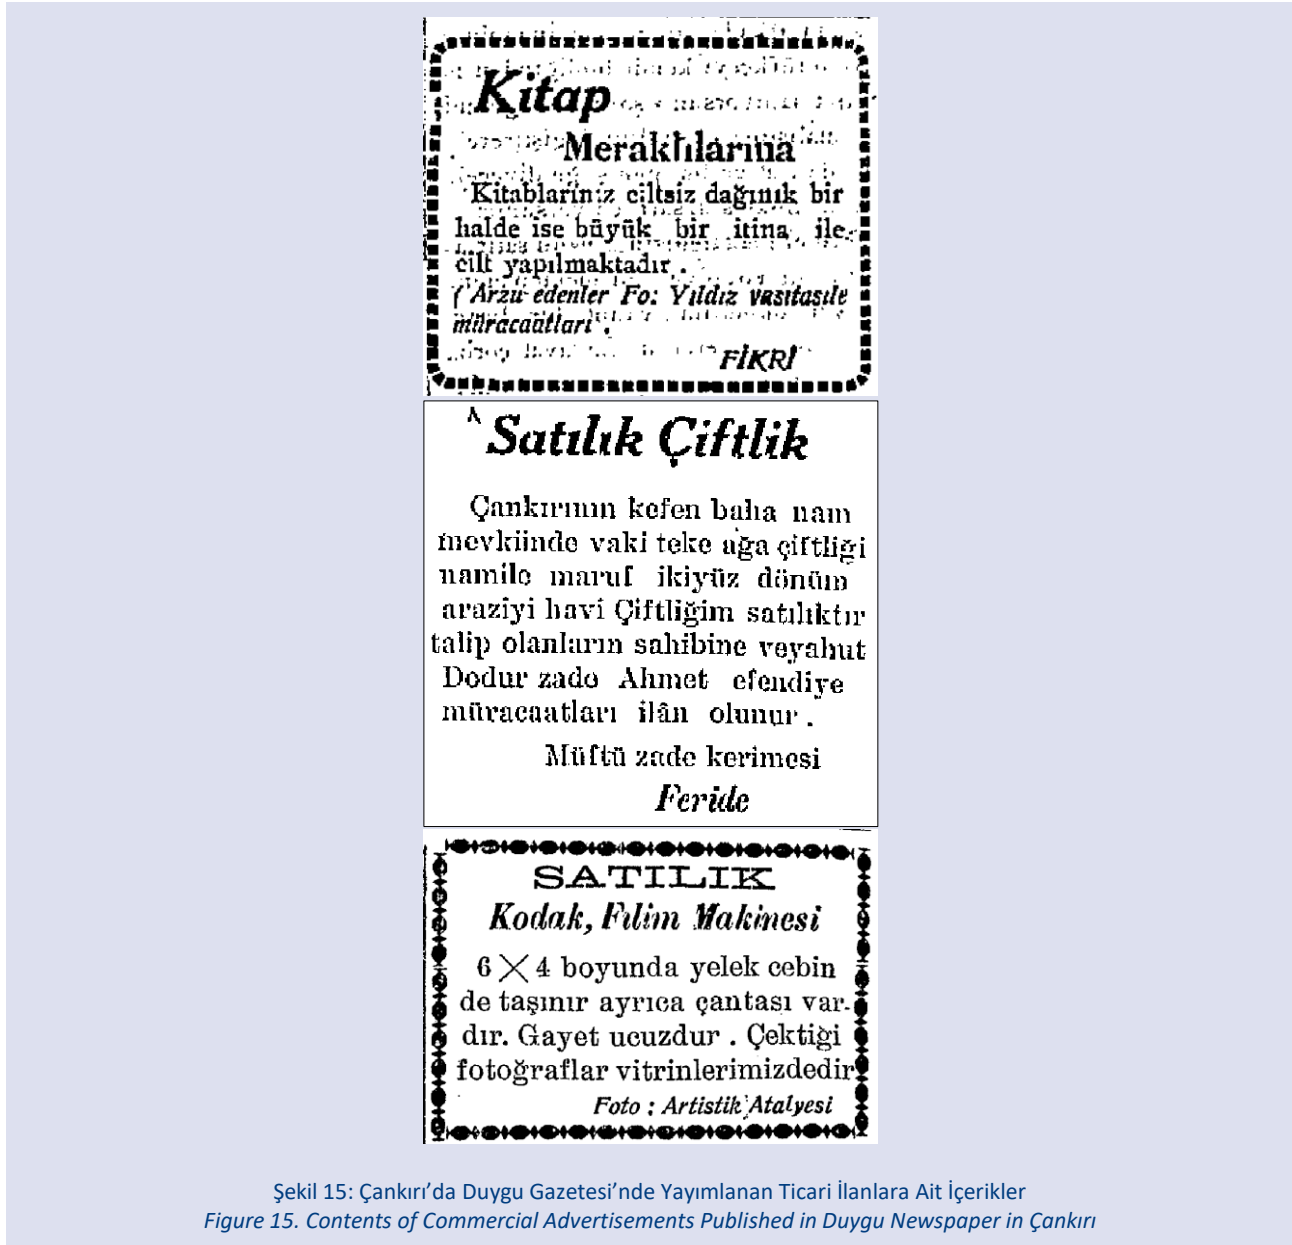 Kitap
Meraklılarına
Kitablarinız ciltsiz dağınık bir
halde ise büyük bir itina ile
cilt yapılmaktadır .
( Arzu edenler Fo: Yıldız vasıtasıle
müracaatları .
FİKRİ
Satılık Çiftlik
Çankırının kefen baha nam
mevkiinde vaki teke ağa çiftliği
namile maruf ikiyüz dönüm
araziyi havi Çiftliğim satılıktır
talip olanların sahibine veyahut
Dodur zade Ahmet efendiye
müracaatları ilân olunur .
Müftü zade kerimesi
Feride
SATILIK
Kodak, Fılim Makinesi
6 X 4 boyunda yelek cebin
de taşınır ayrıca çantası var-
dır. Gayet ucuzdur . Çektiği
fotoğraflar vitrinlerimizdedir
Foto : Artistik Atalyesi
Şekil 15: Çankırı’da Duygu Gazetesi’nde Yayımlanan Ticari İlanlara Ait İçerikler
Figure 15. Contents of Commercial Advertisements Published in Duygu Newspaper in Çankırı